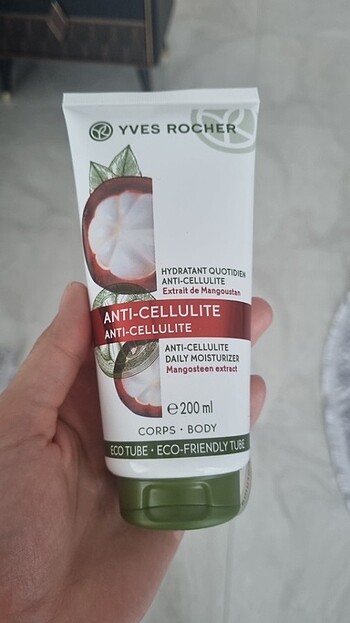 YVES ROCHER
HYDRATANT QUOTIDIEN
ANTI-CELLULITE
Extrait de Mangoustan
ANTI-CELLULITE
ANTI-CELLULITE
ANTI-CELLULITE
DAILY MOISTURIZER
Mangosteen extract
℮200 ml
CORPS • BODY
ECO TUBE • ECO-FRIENDLY TUBE